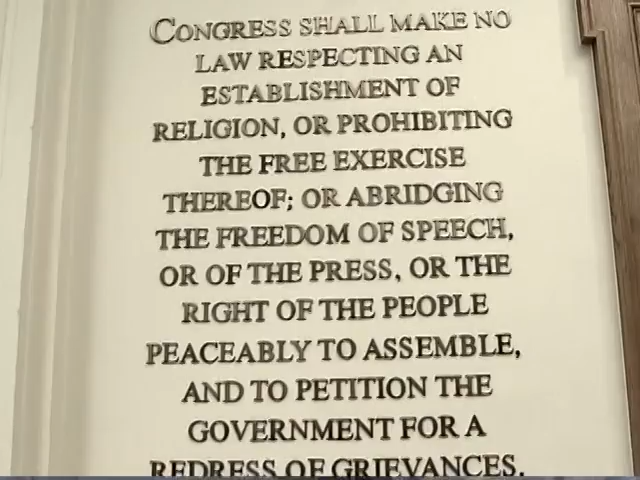 CONGRESS SHALL MAKE NO
LAW RESPECTING AN
ESTABLISHMENT OF
RELIGION, OR PROHIBITING
THE FREE EXERCISE
THEREOF; OR ABRIDGING
THE FREEDOM OF SPEECH,
OR OF THE PRESS, OR THE
RIGHT OF THE PEOPLE
PEACEABLY TO ASSEMBLE,
AND TO PETITION THE
GOVERNMENT FOR A
REDRESS OF GRIEVANCES.